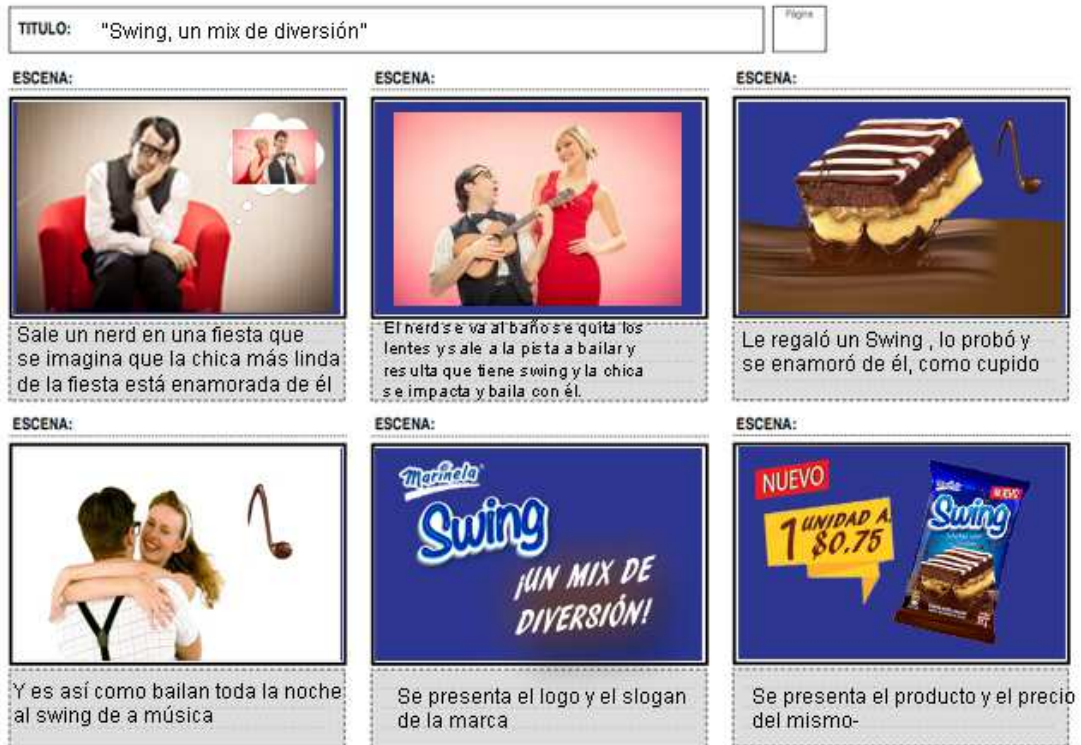 TITULO: "Swing, un mix de diversión"
Página
ESCENA:
ESCENA:
ESCENA:
Sale un nerd en una fiesta que
se imagina que la chica más linda
de la fiesta está enamorada de él
El nerd se va al baño se quita los
lentes y sale a la pista a bailar y
resulta que tiene swing y la chica
se impacta y baila con él.
Le regaló un Swing , lo probó y
se enamoró de él, como cupido
ESCENA:
ESCENA:
ESCENA:
Marinela
Swing
¡UN MIX DE
DIVERSIÓN!
NUEVO
1 UNIDAD A
$0.75
NUEVO
Swing
Y es así como bailan toda la noche
al swing de a música
Se presenta el logo y el slogan
de la marca
Se presenta el producto y el precio
del mismo-